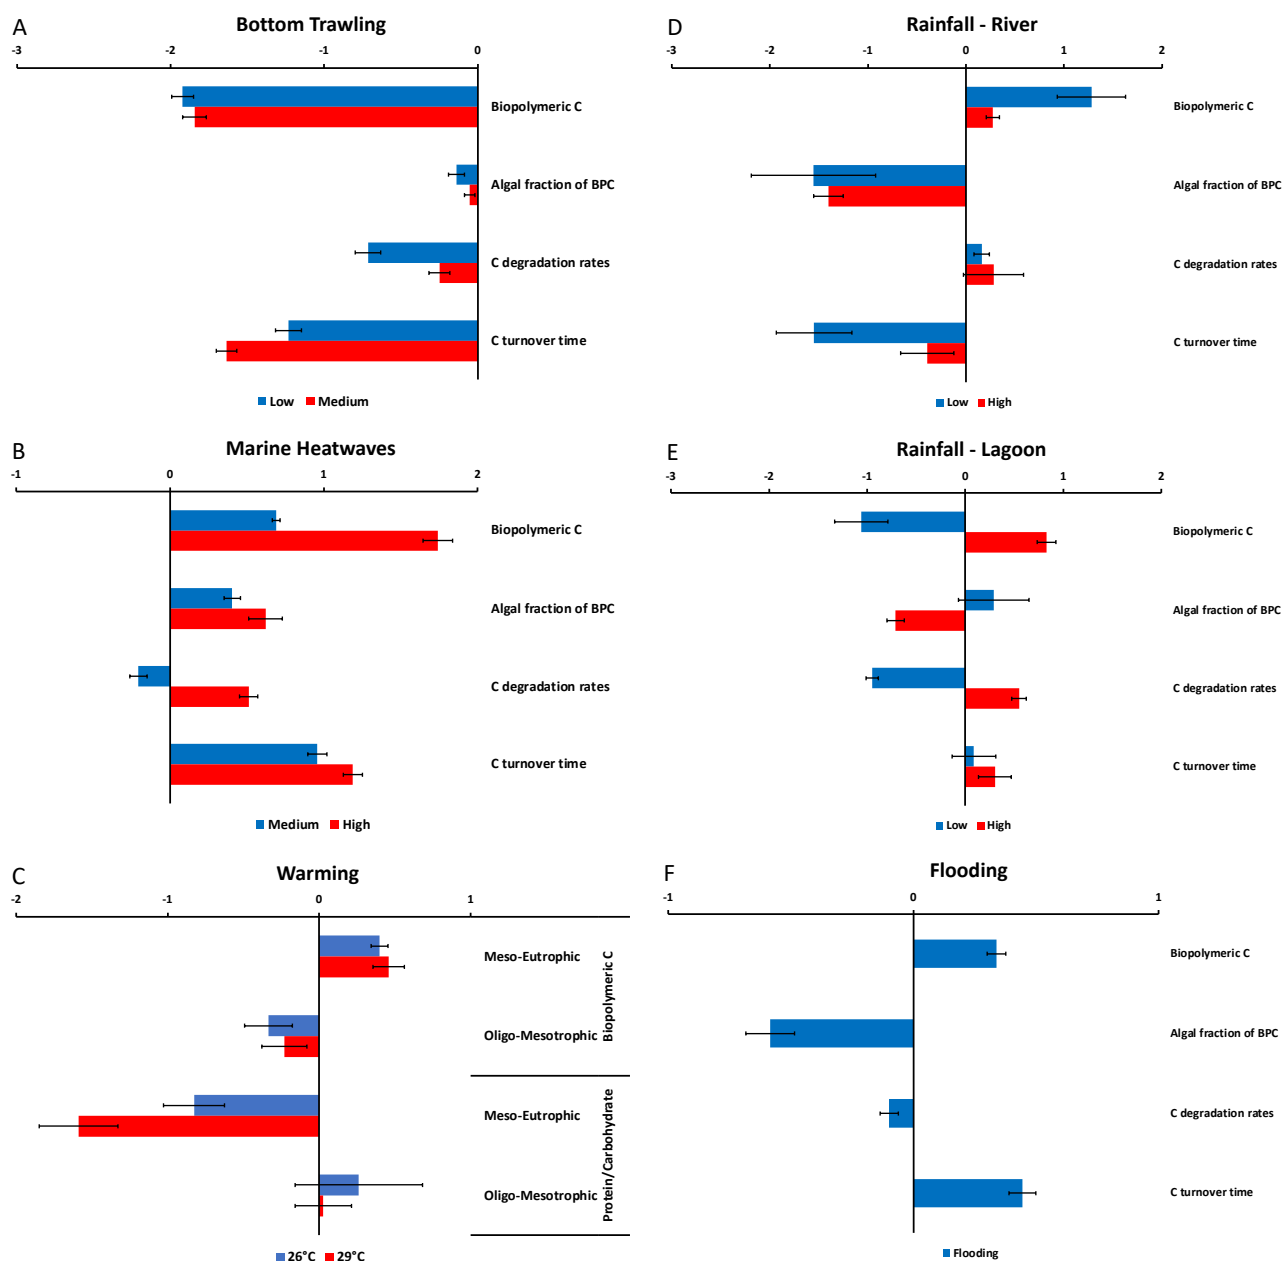 A
Bottom Trawling
-3 -2 -1 0
Biopolymeric C
Algal fraction of BPC
C degradation rates
C turnover time
Low Medium
B
Marine Heatwaves
-1 0 1 2
Biopolymeric C
Algal fraction of BPC
C degradation rates
C turnover time
Medium High
C
Warming
-2 -1 0 1
Meso-Eutrophic
Oligo-Mesotrophic
Biopolymeric C
Meso-Eutrophic
Oligo-Mesotrophic
Protein/Carbohydrate
26°C 29°C
D
Rainfall - River
-3 -2 -1 0 1 2
Biopolymeric C
Algal fraction of BPC
C degradation rates
C turnover time
Low High
E
Rainfall - Lagoon
-3 -2 -1 0 1 2
Biopolymeric C
Algal fraction of BPC
C degradation rates
C turnover time
Low High
F
Flooding
-1 0 1
Biopolymeric C
Algal fraction of BPC
C degradation rates
C turnover time
Flooding